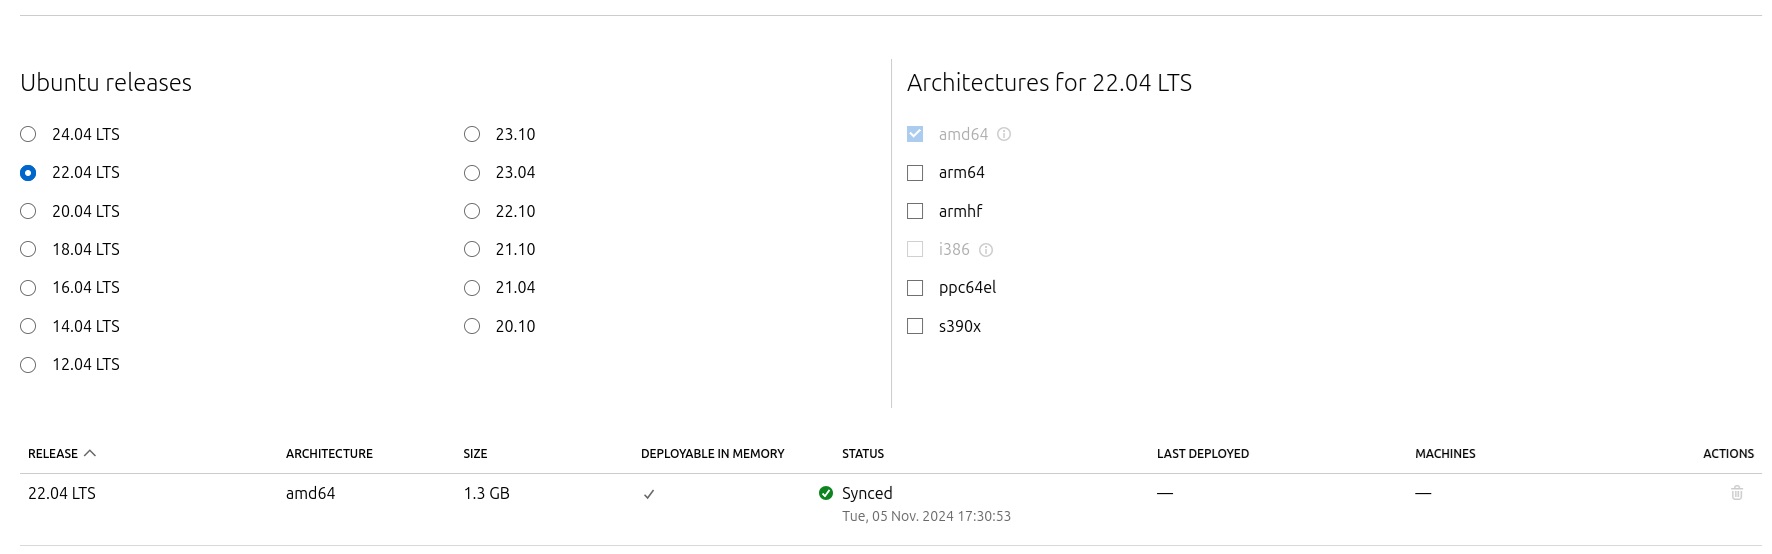 Ubuntu releases
24.04 LTS
22.04 LTS
20.04 LTS
18.04 LTS
16.04 LTS
14.04 LTS
12.04 LTS
23.10
23.04
22.10
21.10
21.04
20.10
Architectures for 22.04 LTS
amd64
arm64
armhf
i386
ppc64el
s390x
RELEASE ARCHITECTURE SIZE DEPLOYABLE IN MEMORY STATUS LAST DEPLOYED MACHINES ACTIONS
22.04 LTS amd64 1.3 GB Synced — —
Tue, 05 Nov. 2024 17:30:53